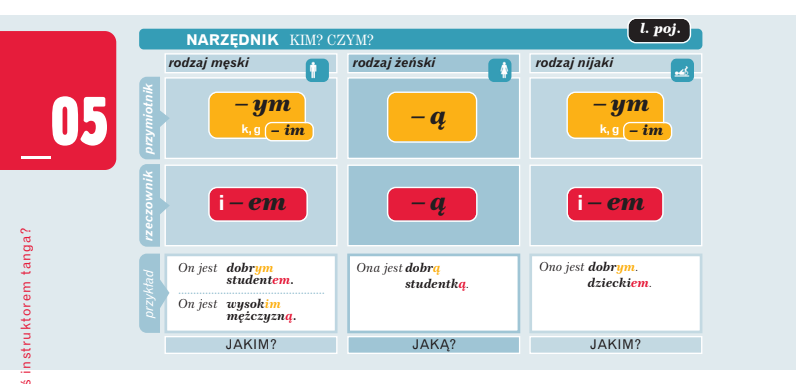 l. poj.
NARZĘDNIK KIM? CZYM?
rodzaj męski
rodzaj żeński
rodzaj nijaki
05
przymiotnik
– ym
k, g – im
– ą
– ym
k, g – im
rzeczownik
i – em
– ą
i – em
przykład
On jest dobrym
studentem.
On jest wysokim
mężczyzną.
Ona jest dobrą
studentką.
Ono jest dobrym.
dzieckiem.
JAKIM?
JAKĄ?
JAKIM?
ś instruktorem tanga?